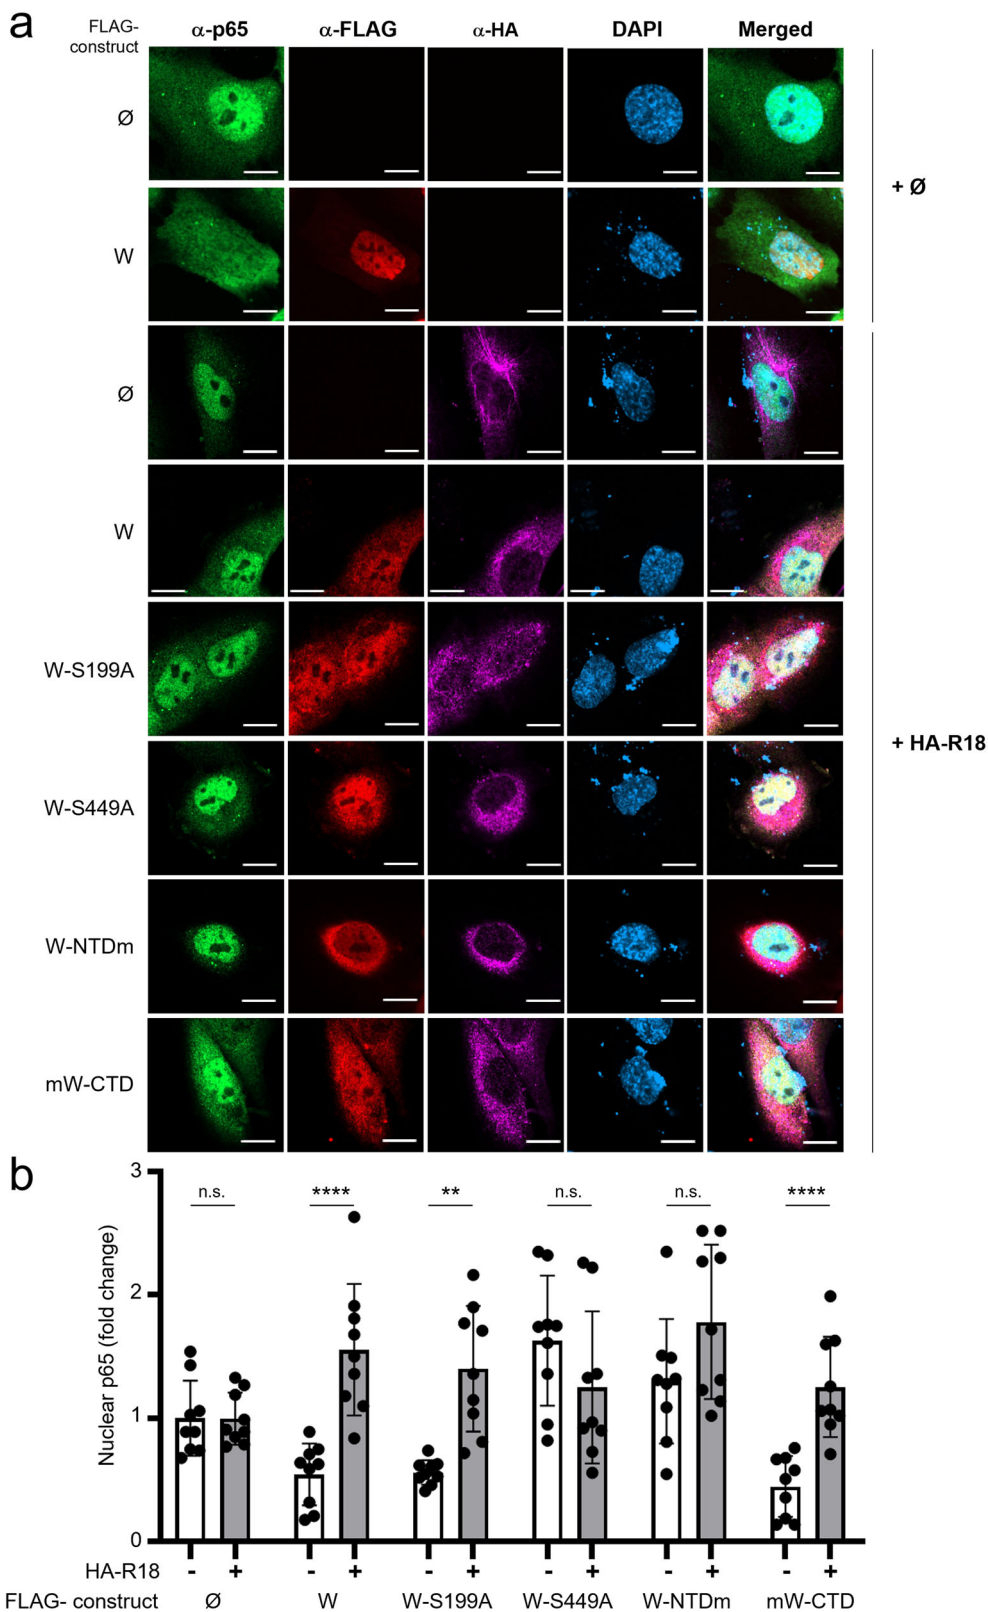 a
FLAG-
construct
α-p65
α-FLAG
α-HA
DAPI
Merged
Ø
+ Ø
W
Ø
W
W-S199A
+ HA-R18
W-S449A
W-NTDm
mW-CTD
b
Nuclear p65 (fold change)
3
2
1
0
n.s.
****
**
n.s.
n.s.
****
HA-R18 - + - + - + - + - + - +
FLAG- construct Ø W W-S199A W-S449A W-NTDm mW-CTD